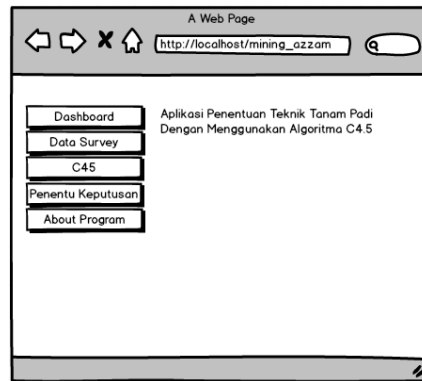 A Web Page
http://localhost/mining_azzam
Dashboard
Data Survey
C45
Penentu Keputusan
About Program
Aplikasi Penentuan Teknik Tanam Padi
Dengan Menggunakan Algoritma C4.5